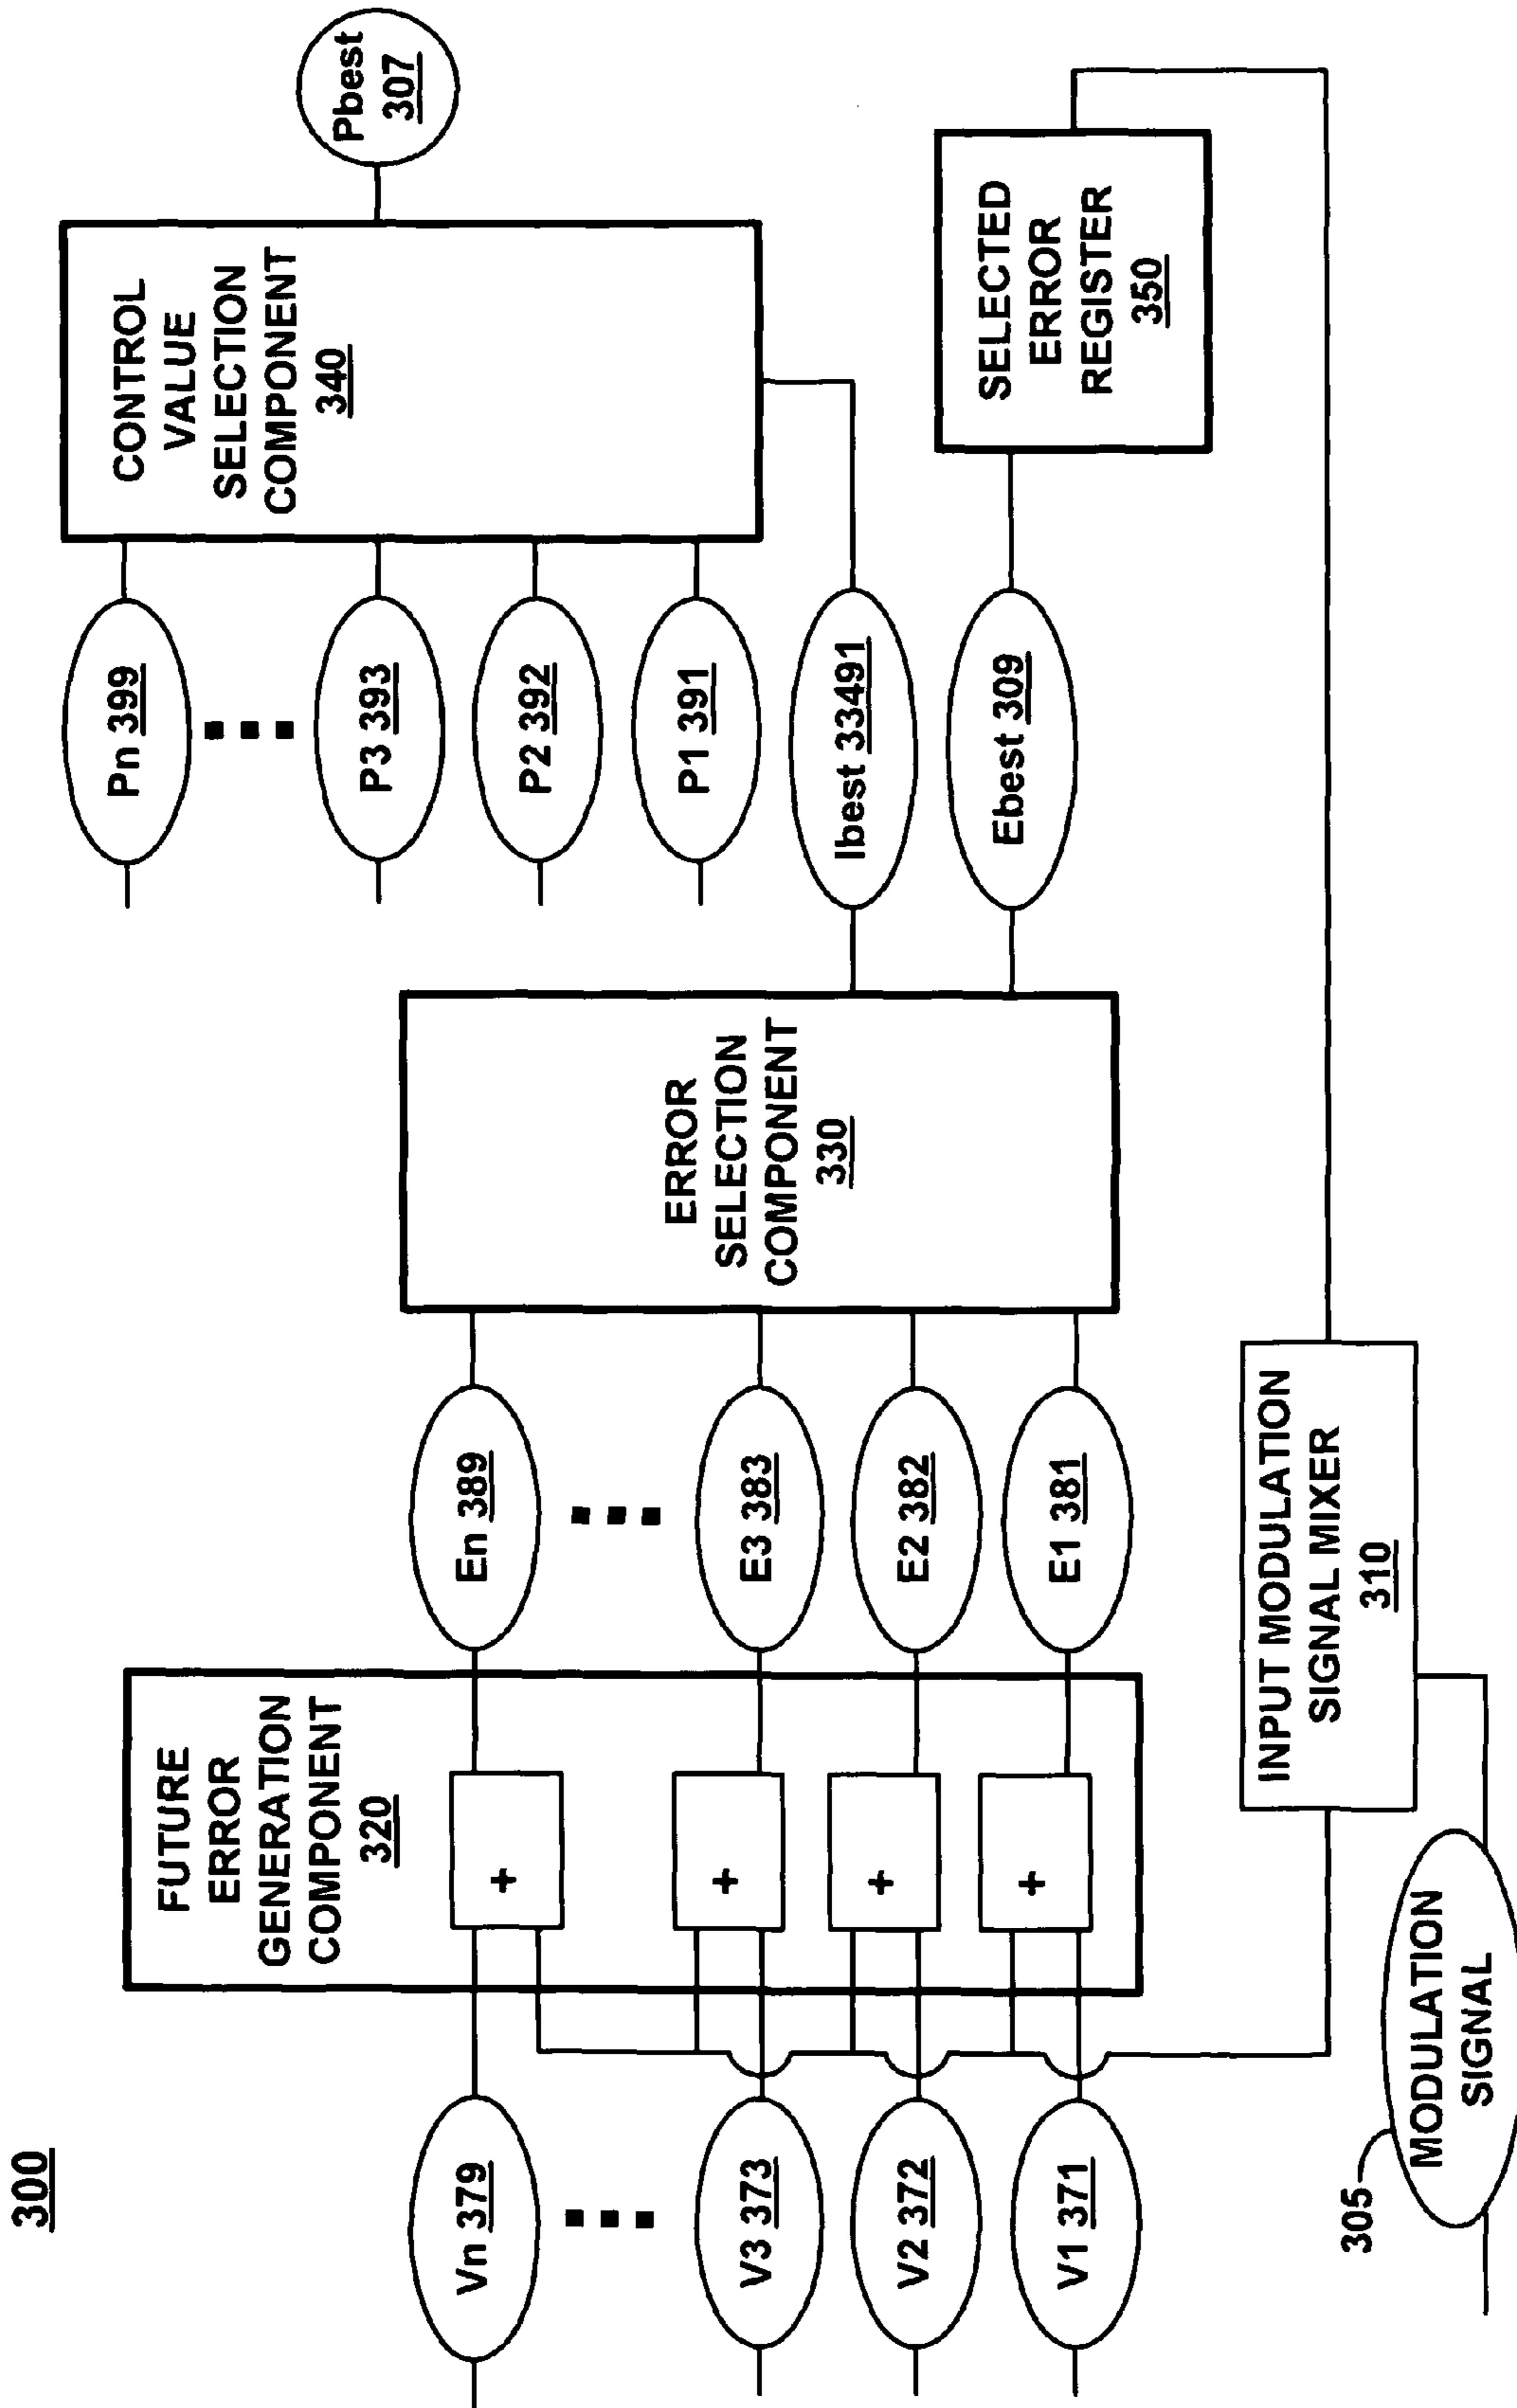 300
Vn 379
V3 373
V2 372
V1 371
305
MODULATION
SIGNAL
FUTURE
ERROR
GENERATION
COMPONENT
320
+
+
+
+
INPUT MODULATION
SIGNAL MIXER
310
En 389
E3 383
E2 382
E1 381
ERROR
SELECTION
COMPONENT
330
Pn 399
P3 393
P2 392
P1 391
Ibest 33491
Ebest 309
CONTROL
VALUE
SELECTION
COMPONENT
340
SELECTED
ERROR
REGISTER
350
Pbest
307